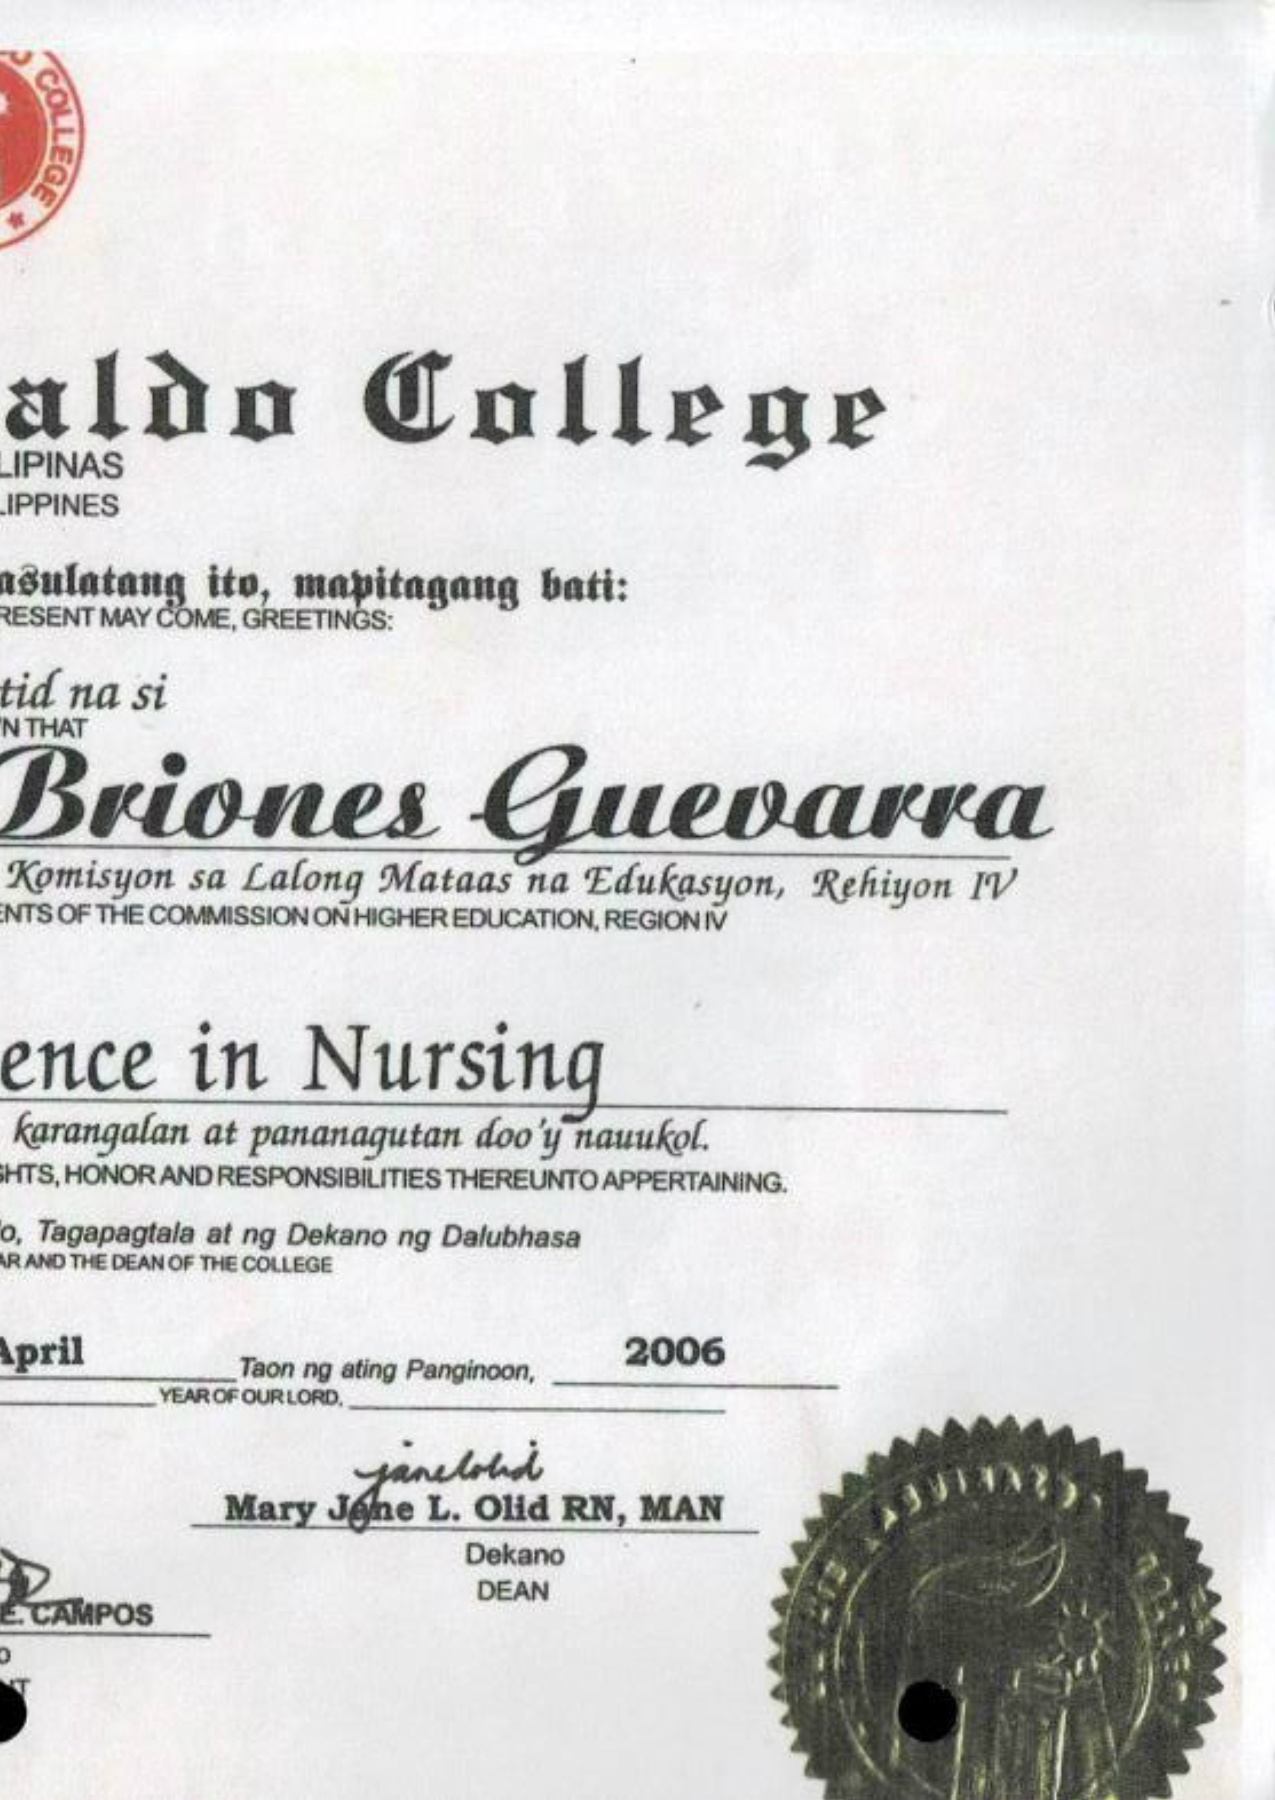 COLLEGE
aldo College
LIPINAS
LIPPINES
asulatang ito, mapitagang bati:
RESENT MAY COME, GREETINGS:
tid na si
N THAT
Briones Guevarra
Komisyon sa Lalong Mataas na Edukasyon, Rehiyon IV
ENTS OF THE COMMISSION ON HIGHER EDUCATION, REGION IV
ence in Nursing
karangalan at pananagutan doo'y nauukol.
GHTS, HONOR AND RESPONSIBILITIES THEREUNTO APPERTAINING.
o, Tagapagtala at ng Dekano ng Dalubhasa
AR AND THE DEAN OF THE COLLEGE
April Taon ng ating Panginoon, 2006
YEAR OF OUR LORD,
janelolid
Mary Jane L. Olid RN, MAN
Dekano
DEAN
E. CAMPOS
o
NT